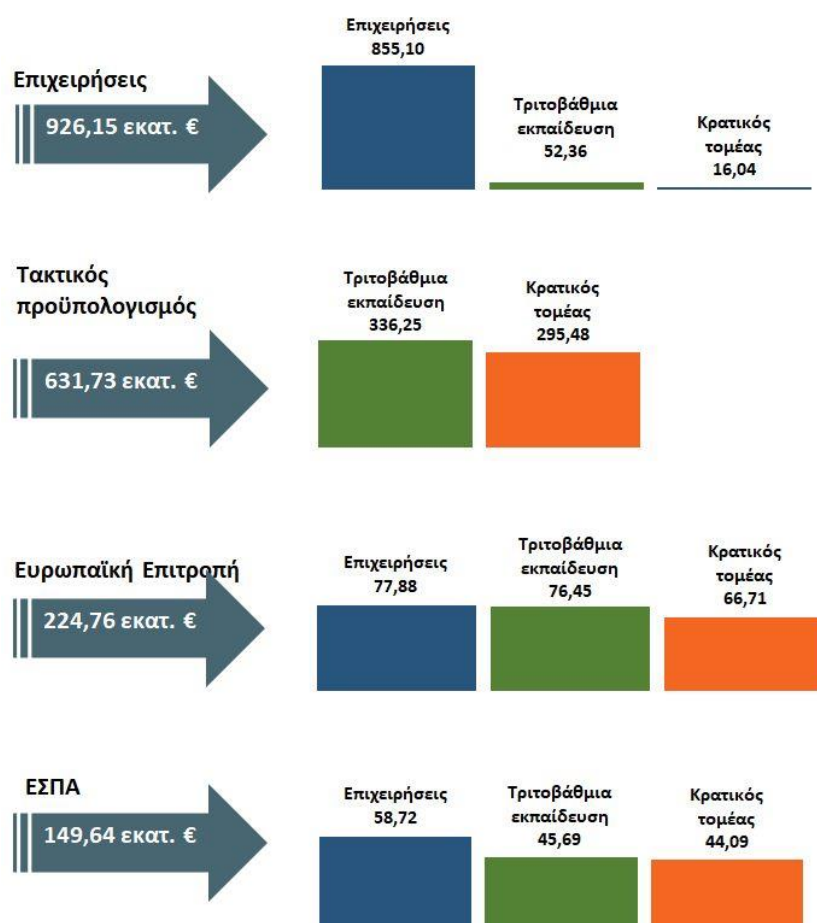 Επιχειρήσεις
926,15 εκατ. €
Επιχειρήσεις
855,10
Τριτοβάθμια
εκπαίδευση
52,36
Κρατικός
τομέας
16,04
Τακτικός
προϋπολογισμός
631,73 εκατ. €
Τριτοβάθμια
εκπαίδευση
336,25
Κρατικός
τομέας
295,48
Ευρωπαϊκή Επιτροπή
224,76 εκατ. €
Επιχειρήσεις
77,88
Τριτοβάθμια
εκπαίδευση
76,45
Κρατικός
τομέας
66,71
ΕΣΠΑ
149,64 εκατ. €
Επιχειρήσεις
58,72
Τριτοβάθμια
εκπαίδευση
45,69
Κρατικός
τομέας
44,09